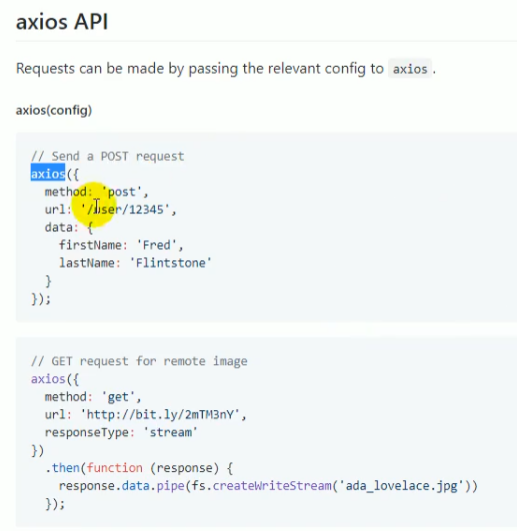 axios API
Requests can be made by passing the relevant config to axios.
axios(config)
// Send a POST request
axios({
  method: 'post',
  url: '/user/12345',
  data: {
    firstName: 'Fred',
    lastName: 'Flintstone'
  }
});
// GET request for remote image
axios({
  method: 'get',
  url: 'http://bit.ly/2mTM3nY',
  responseType: 'stream'
})
  .then(function (response) {
    response.data.pipe(fs.createWriteStream('ada_lovelace.jpg'))
  });